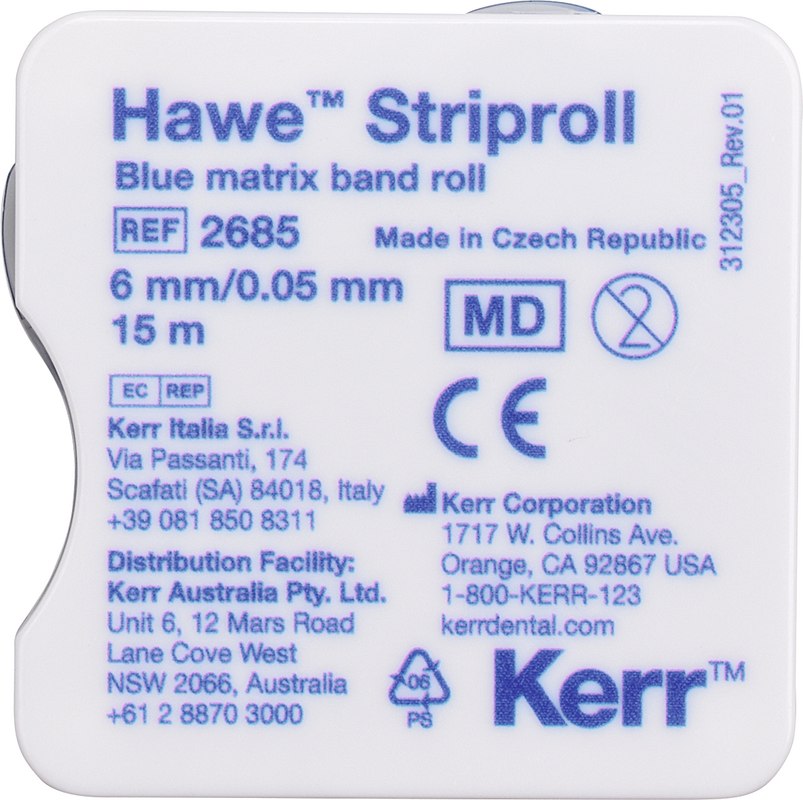 Hawe™ Striproll
Blue matrix band roll
REF 2685
Made in Czech Republic
312305_Rev.01
6 mm/0.05 mm
15 m
MD
2
EC REP
CE
Kerr Italia S.r.l.
Via Passanti, 174
Scafati (SA) 84018, Italy
+39 081 850 8311
Kerr Corporation
1717 W. Collins Ave.
Orange, CA 92867 USA
1-800-KERR-123
kerrdental.com
Distribution Facility:
Kerr Australia Pty. Ltd.
Unit 6, 12 Mars Road
Lane Cove West
NSW 2066, Australia
+61 2 8870 3000
06
PS
Kerr™